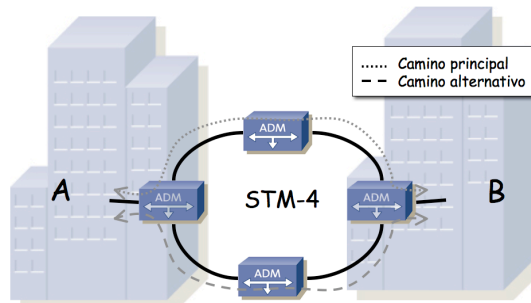 Camino principal
Camino alternativo
ADM
A
ADM
STM-4
ADM
B
ADM